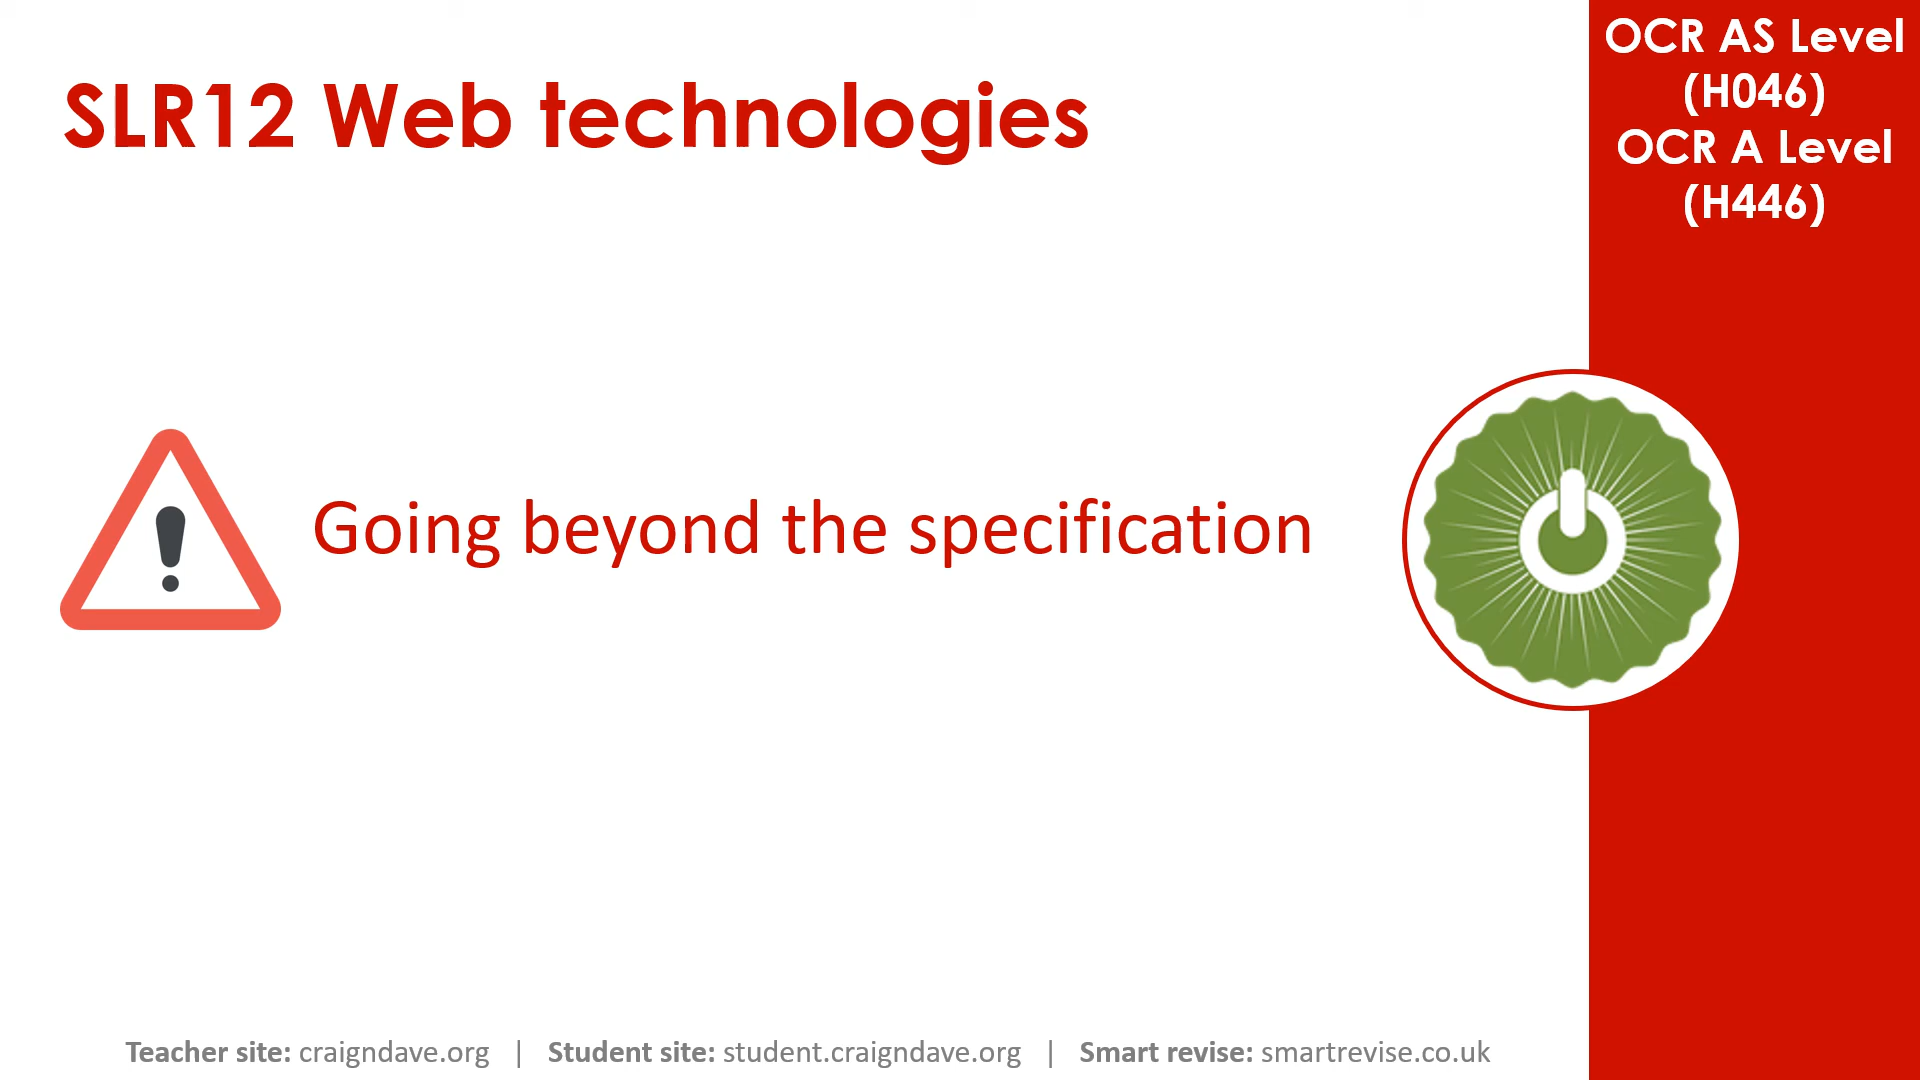 SLR12 Web technologies
OCR AS Level
(H046)
OCR A Level
(H446)
Going beyond the specification
Teacher site: craigndave.org | Student site: student.craigndave.org | Smart revise: smartrevise.co.uk